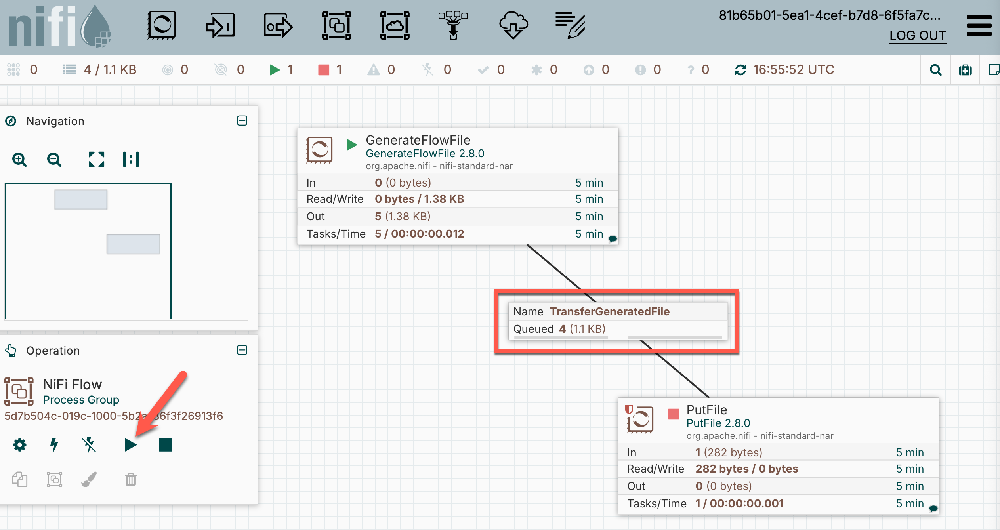 nifi
81b65b01-5ea1-4cef-b7d8-6f5fa7c...
LOG OUT
0 4 / 1.1 KB 0 0 1 1 0 0 0 0 0 0 0 16:55:52 UTC
Navigation
GenerateFlowFile
GenerateFlowFile 2.8.0
org.apache.nifi - nifi-standard-nar
In 0 (0 bytes) 5 min
Read/Write 0 bytes / 1.38 KB 5 min
Out 5 (1.38 KB) 5 min
Tasks/Time 5 / 00:00:00.012 5 min
Name TransferGeneratedFile
Queued 4 (1.1 KB)
Operation
NiFi Flow
Process Group
PutFile
PutFile 2.8.0
org.apache.nifi - nifi-standard-nar
In 1 (282 bytes) 5 min
Read/Write 282 bytes / 0 bytes 5 min
Out 0 (0 bytes) 5 min
Tasks/Time 1 / 00:00:00.001 5 min